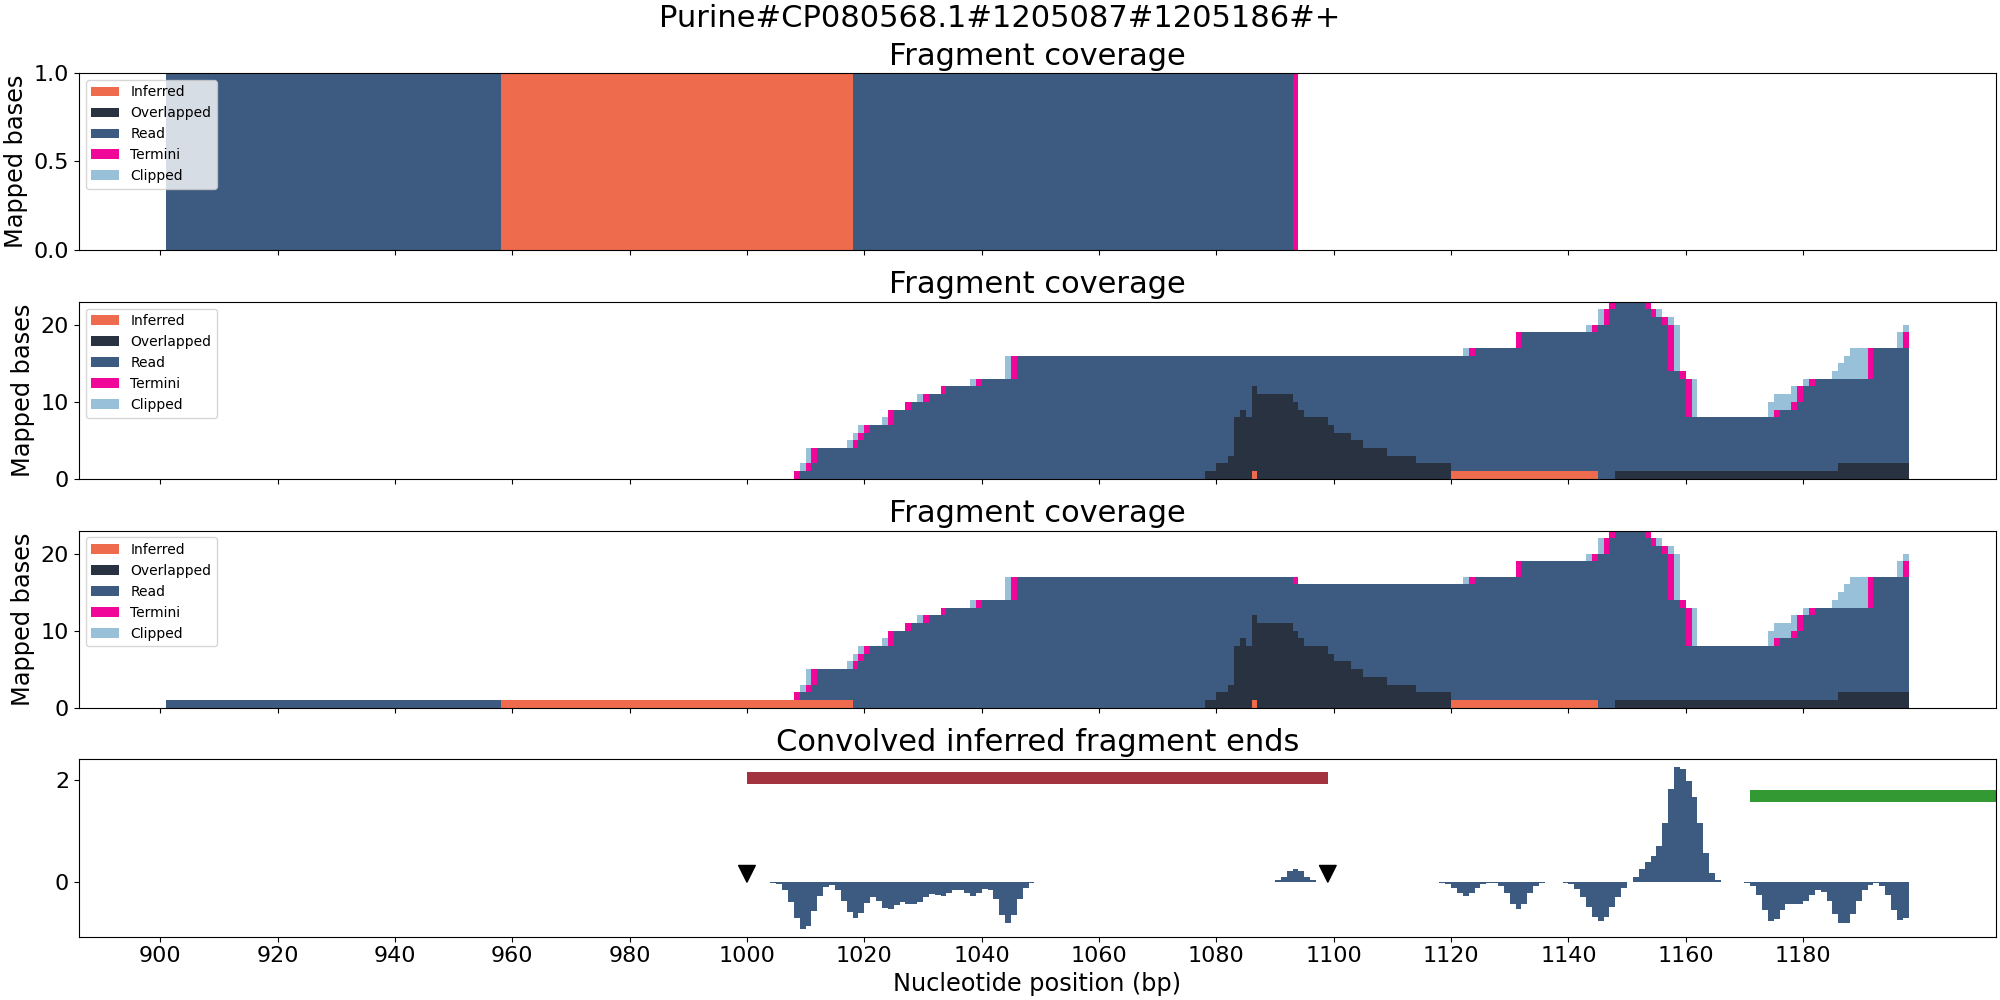 Purine#CP080568.1#1205087#1205186#+
Fragment coverage
Mapped bases
1.0
0.5
0.0
Inferred
Overlapped
Read
Termini
Clipped
Fragment coverage
Mapped bases
20
10
0
Inferred
Overlapped
Read
Termini
Clipped
Fragment coverage
Mapped bases
20
10
0
Inferred
Overlapped
Read
Termini
Clipped
Convolved inferred fragment ends
2
0
900 920 940 960 980 1000 1020 1040 1060 1080 1100 1120 1140 1160 1180
Nucleotide position (bp)